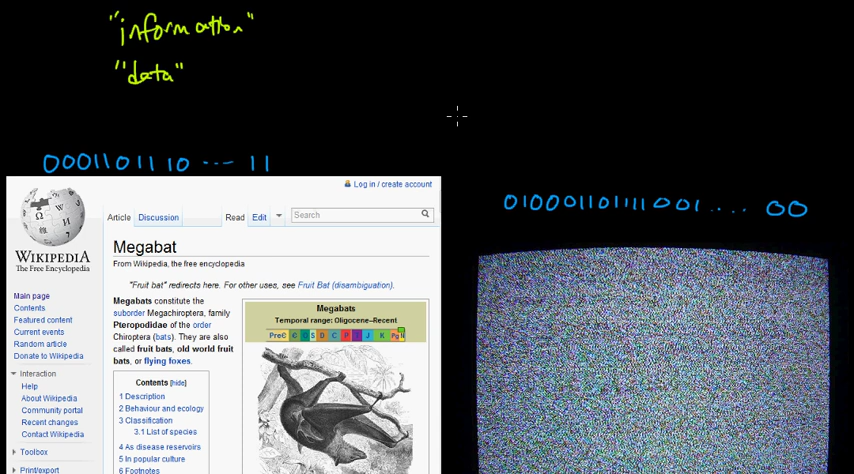 "information"
"data"
0001101110 ... 11
010001101111001.... 00
Log in / create account
Article Discussion Read Edit Search
WIKIPEDIA
The Free Encyclopedia
Main page
Contents
Featured content
Current events
Random article
Donate to Wikipedia
Interaction
Help
About Wikipedia
Community portal
Recent changes
Contact Wikipedia
Toolbox
Print/export
Megabat
From Wikipedia, the free encyclopedia
"Fruit bat" redirects here. For other uses, see Fruit Bat (disambiguation).
Megabats constitute the
suborder Megachiroptera, family
Pteropodidae of the order
Chiroptera (bats). They are also
called fruit bats, old world fruit
bats, or flying foxes.
Contents [hide]
1 Description
2 Behaviour and ecology
3 Classification
3.1 List of species
4 As disease reservoirs
5 In popular culture
6 Footnotes
Megabats
Temporal range: Oligocene–Recent
PreЄ Є O S D C P T J K Pg N